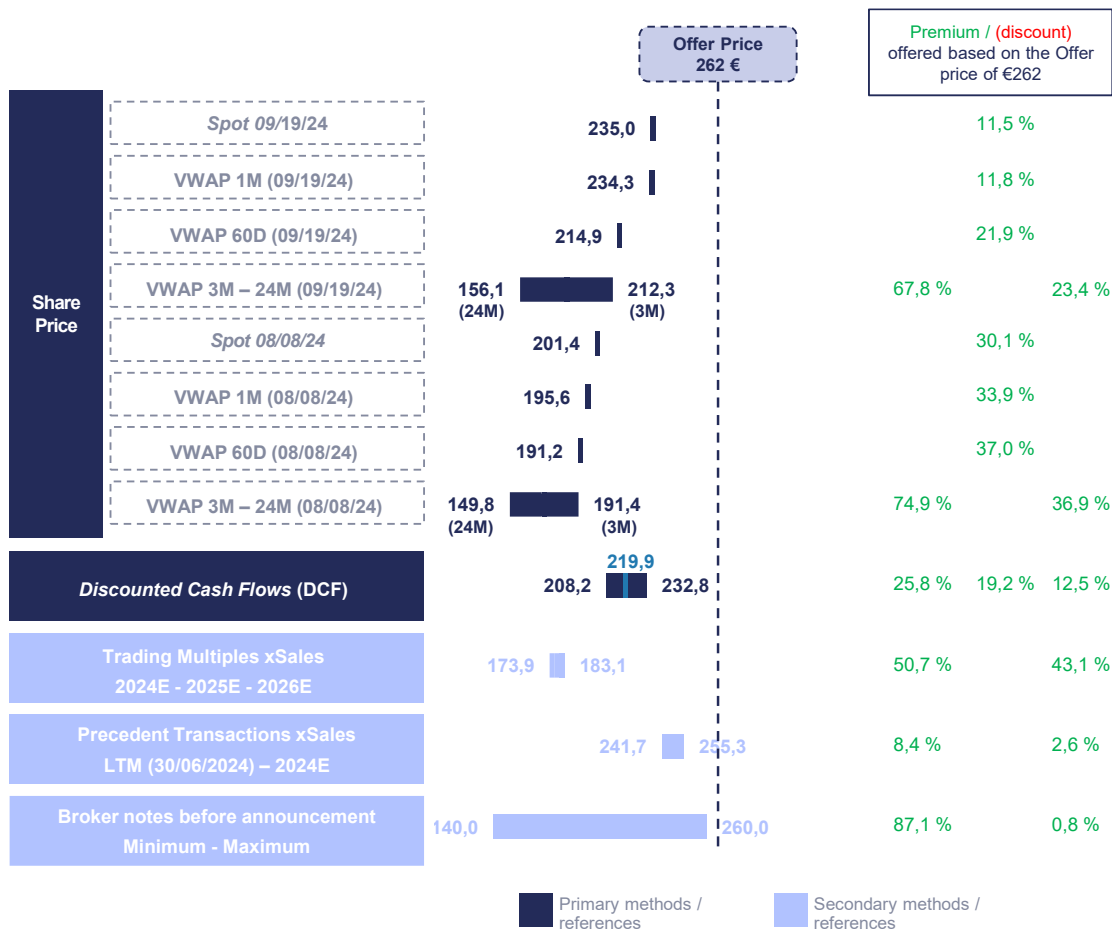 Offer Price
262 €
Premium / (discount)
offered based on the Offer
price of €262
Share
Price
Spot 09/19/24
235,0
11,5 %
VWAP 1M (09/19/24)
234,3
11,8 %
VWAP 60D (09/19/24)
214,9
21,9 %
VWAP 3M – 24M (09/19/24)
156,1
(24M)
212,3
(3M)
67,8 %
23,4 %
Spot 08/08/24
201,4
30,1 %
VWAP 1M (08/08/24)
195,6
33,9 %
VWAP 60D (08/08/24)
191,2
37,0 %
VWAP 3M – 24M (08/08/24)
149,8
(24M)
191,4
(3M)
74,9 %
36,9 %
Discounted Cash Flows (DCF)
219,9
208,2
232,8
25,8 %
19,2 %
12,5 %
Trading Multiples xSales
2024E - 2025E - 2026E
173,9
183,1
50,7 %
43,1 %
Precedent Transactions xSales
LTM (30/06/2024) – 2024E
241,7
255,3
8,4 %
2,6 %
Broker notes before announcement
Minimum - Maximum
140,0
260,0
87,1 %
0,8 %
Primary methods /
references
Secondary methods /
references